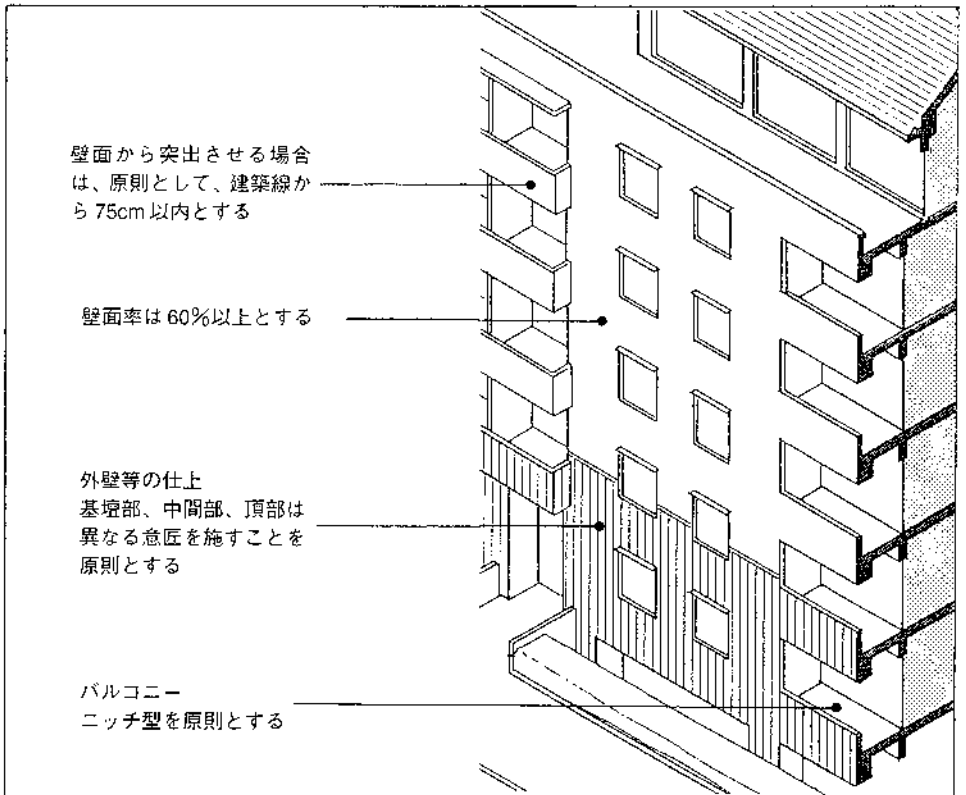 壁面から突出させる場合
は、原則として、建築線か
ら75cm以内とする
壁面率は60%以上とする
外壁等の仕上
基壇部、中間部、頂部は
異なる意匠を施すことを
原則とする
バルコニー
ニッチ型を原則とする